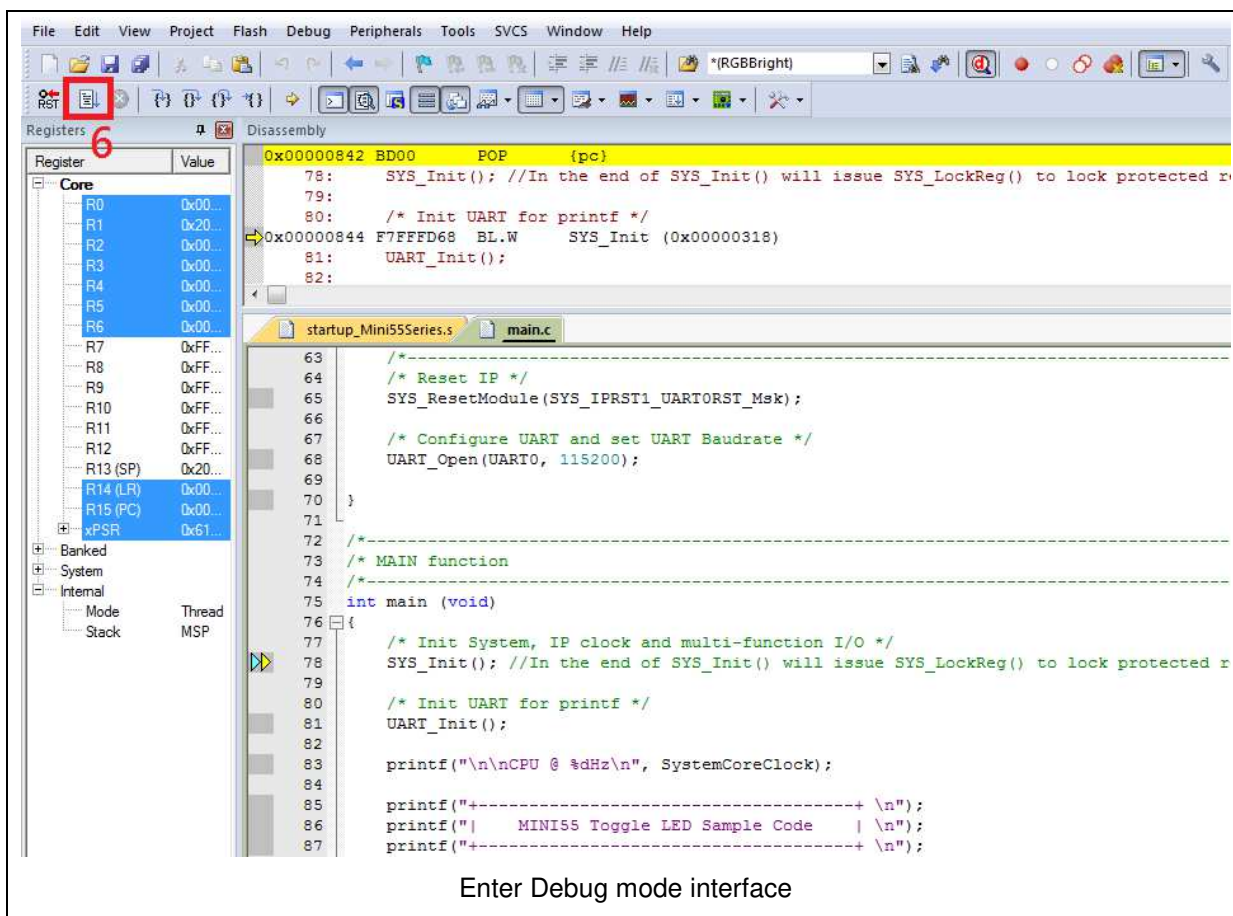 File Edit View Project Flash Debug Peripherals Tools SVCS Window Help
*(RGBBright)
RST
6
Registers
Register Value
Core
R0 0x00...
R1 0x20...
R2 0x00...
R3 0x00...
R4 0x00...
R5 0x00...
R6 0x00...
R7 0xFF...
R8 0xFF...
R9 0xFF...
R10 0xFF...
R11 0xFF...
R12 0xFF...
R13 (SP) 0x20...
R14 (LR) 0x00...
R15 (PC) 0x00...
xPSR 0x61...
Banked
System
Internal
Mode Thread
Stack MSP
Disassembly
0x00000842 BD00 POP {pc}
78: SYS_Init(); //In the end of SYS_Init() will issue SYS_LockReg() to lock protected r
79:
80: /* Init UART for printf */
0x00000844 F7FFFD68 BL.W SYS_Init (0x00000318)
81: UART_Init();
82:
startup_Mini55Series.s main.c
63 /*---------------------------------------------------------------------------------
64 /* Reset IP */
65 SYS_ResetModule(SYS_IPRST1_UART0RST_Msk);
66
67 /* Configure UART and set UART Baudrate */
68 UART_Open(UART0, 115200);
69
70 }
71
72 /*---------------------------------------------------------------------------------
73 /* MAIN function
74 /*---------------------------------------------------------------------------------
75 int main (void)
76 {
77 /* Init System, IP clock and multi-function I/O */
78 SYS_Init(); //In the end of SYS_Init() will issue SYS_LockReg() to lock protected r
79
80 /* Init UART for printf */
81 UART_Init();
82
83 printf("\n\nCPU @ %dHz\n", SystemCoreClock);
84
85 printf("+-------------------------------------+ \n");
86 printf("| MINI55 Toggle LED Sample Code | \n");
87 printf("+-------------------------------------+ \n");
Enter Debug mode interface